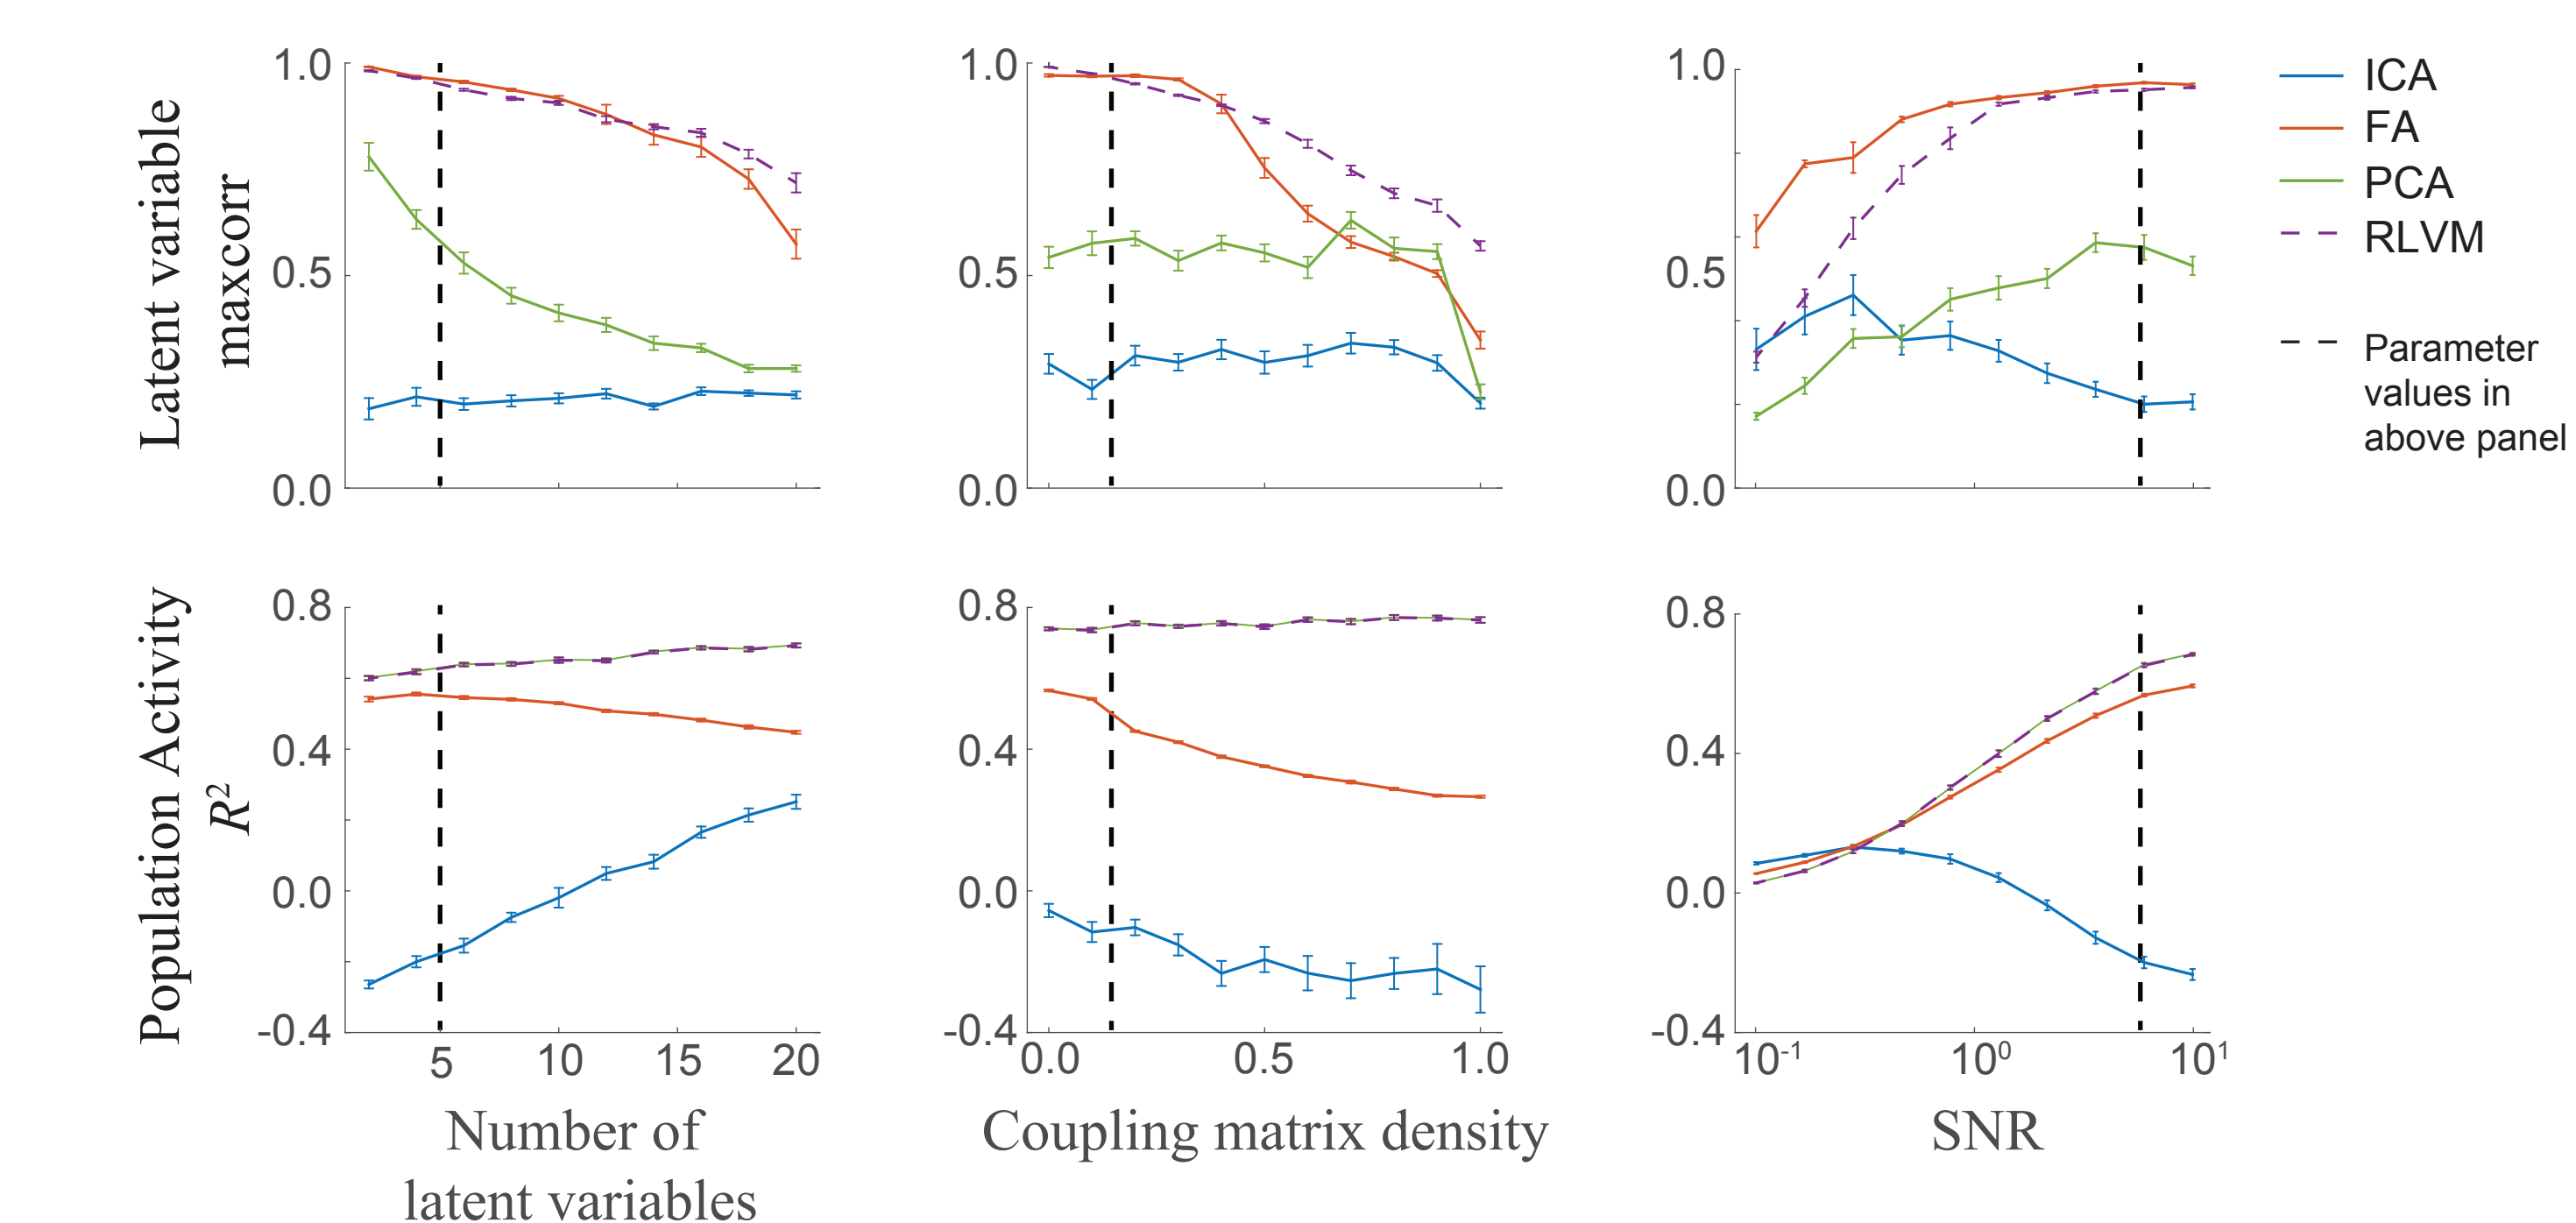 Latent variable
maxcorr
1.0
0.5
0.0
1.0
0.5
0.0
1.0
0.5
0.0
ICA
FA
PCA
RLVM
Parameter
values in
above panel
Population Activity
R²
0.8
0.4
0.0
-0.4
5 10 15 20
Number of
latent variables
0.8
0.4
0.0
-0.4
0.0 0.5 1.0
Coupling matrix density
0.8
0.4
0.0
-0.4
10⁻¹ 10⁰ 10¹
SNR